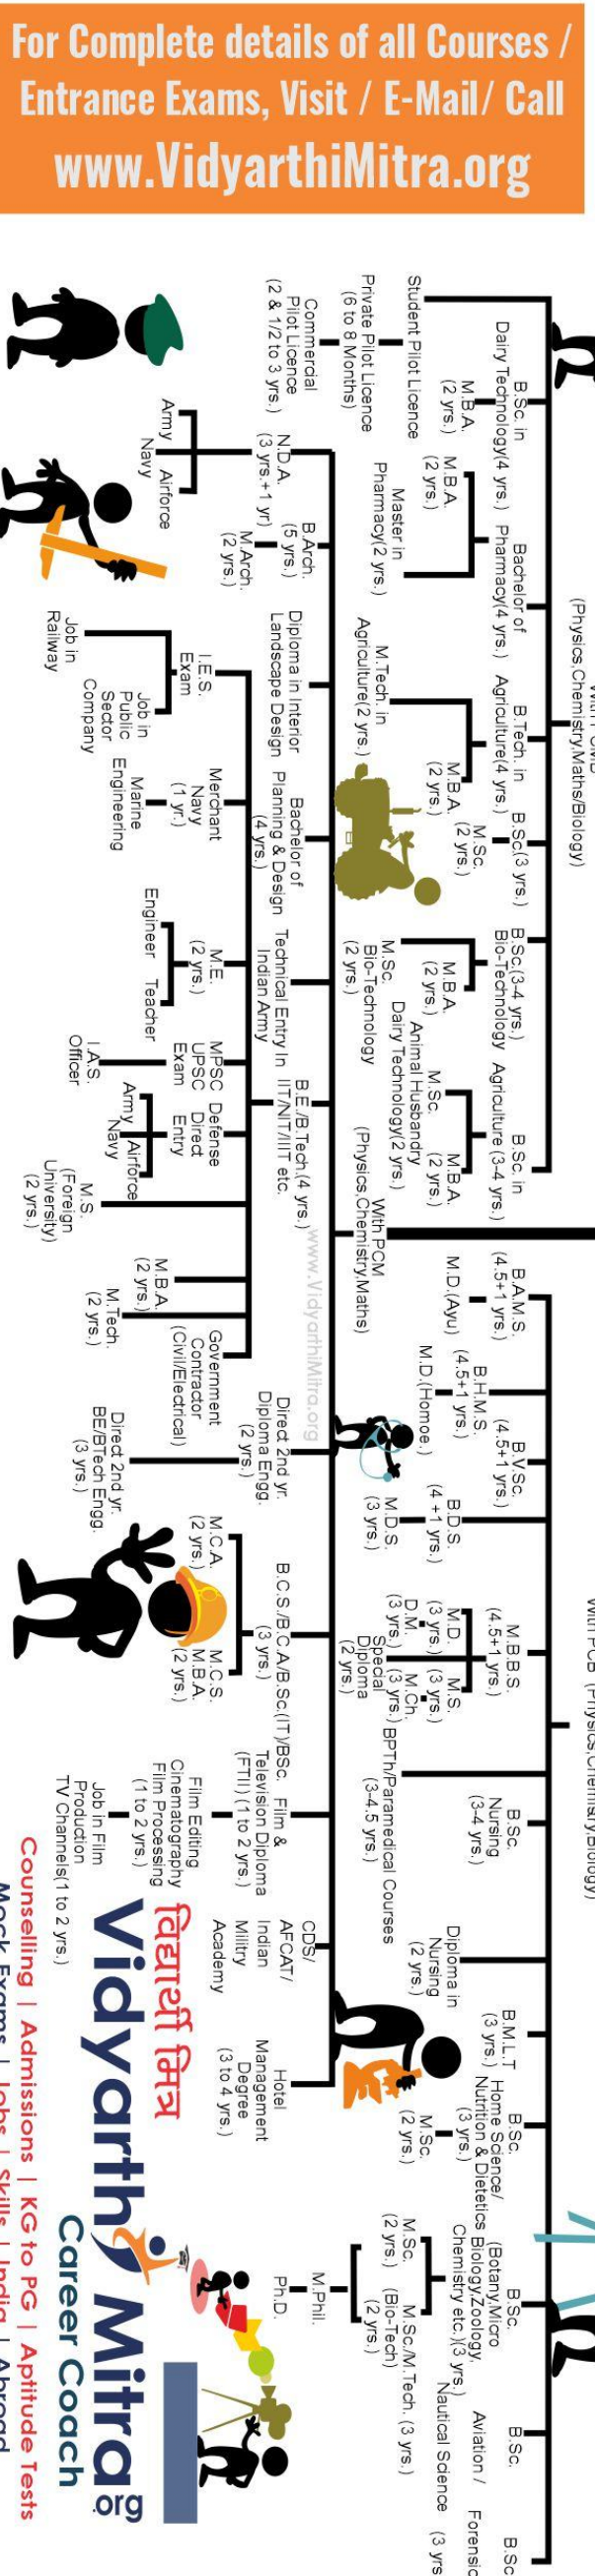 For Complete details of all Courses /
Entrance Exams, Visit / E-Mail/ Call
www.VidyarthiMitra.org
(Physics,Chemistry,Maths/Biology)
Student Pilot Licence
Private Pilot Licence
(6 to 8 Months)
Commercial
Pilot Licence
(2 & 1/2 to 3 yrs.)
B.Sc. in
Dairy Technology(4 yrs.)
M.B.A.
(2 yrs.)
Bachelor of
Pharmacy(4 yrs.)
M.B.A.
(2 yrs.)
Master in
Pharmacy(2 yrs.)
B.Tech. in
Agriculture(4 yrs.)
M.Tech. in
Agriculture(2 yrs.)
M.B.A.
(2 yrs.)
B.Sc.(3 yrs.)
M.Sc.
(2 yrs.)
B.Sc.(3-4 yrs.)
Bio-Technology
M.B.A.
(2 yrs.)
M.Sc.
Bio-Technology
(2 yrs.)
B.Sc. in
Agriculture (3-4 yrs.)
M.B.A.
(2 yrs.)
M.Sc.
Animal Husbandry
Dairy Technology(2 yrs.)
With PCM
(Physics,Chemistry,Maths)
N.D.A.
(3 yrs.+1 yr)
Army
Airforce
Navy
B.Arch.
(5 yrs.)
M.Arch.
(2 yrs.)
Diploma in Interior
Landscape Design
Bachelor of
Planning & Design
(4 yrs.)
Technical Entry In
Indian Army
B.E./B.Tech,(4 yrs.)
IIT/NIT/IIIT etc.
www.VidyarthiMitra.org
I.E.S.
Exam
Job in
Railway
Job in
Public
Sector
Company
Merchant
Navy
(1 yr.)
Marine
Engineering
M.E.
(2 yrs.)
Engineer
Teacher
MPSC
UPSC
Exam
I.A.S.
Officer
Defense
Direct
Entry
Army
Airforce
Navy
M.S.
(Foreign
University)
(2 yrs.)
M.B.A.
(2 yrs.)
M.Tech.
(2 yrs.)
Government
Contractor
(Civil/Electrical)
Direct 2nd yr.
Diploma Engg.
(2 yrs.)
Direct 2nd yr.
BE/BTech Engg.
(3 yrs.)
B.C.S./B.C.A/B.Sc.(IT)/BSc.
(3 yrs.)
M.C.A.
(2 yrs.)
M.C.S.
M.B.A.
(2 yrs.)
Film &
Television Diploma
(FTII) (1 to 2 yrs.)
Film Editing
Cinematography
Film Processing
(1 to 2 yrs.)
Job in Film
Production
TV Channels(1 to 2 yrs.)
CDS/
AFCAT/
Indian
Militry
Academy
Hotel
Management
Degree
(3 to 4 yrs.)
B.A.M.S.
(4.5+1 yrs.)
M.D.(Ayu)
B.H.M.S.
(4.5+1 yrs.)
M.D.(Homoe.)
B.V.Sc.
(4.5+1 yrs.)
B.D.S.
(4 +1 yrs.)
M.D.S.
(3 yrs.)
M.B.B.S.
(4.5+1 yrs.)
M.D.
(3 yrs.)
M.S.
(3 yrs.)
D.M.
(3 yrs.)
M.Ch.
(3 yrs.)
Special
Diploma
(2 yrs.)
BPTh/Paramedical Courses
(3-4.5 yrs.)
B.Sc.
Nursing
(3-4 yrs.)
Diploma in
Nursing
(2 yrs.)
B.M.L.T
(3 yrs.)
B.Sc.
Home Science/
Nutrition & Dietetics
(3 yrs.)
M.Sc.
(2 yrs.)
B.Sc.
(Botany,Micro
Biology,Zoology,
Chemistry etc.)(3 yrs.)
M.Sc.
(2 yrs.)
M.Sc./M.Tech. (3 yrs.)
(Bio-Tech)
(2 yrs.)
M.Phil.
Ph.D.
B.Sc.
Aviation /
Nautical Science
B.Sc
Forensic
(3 yrs
With PCB (Physics,Chemistry,Biology)
विद्यार्थी मित्र
Vidyarthi Mitra.org
Career Coach
Counselling | Admissions | KG to PG | Aptitude Tests
Mock Exams | Jobs | Skills | India | Abroad